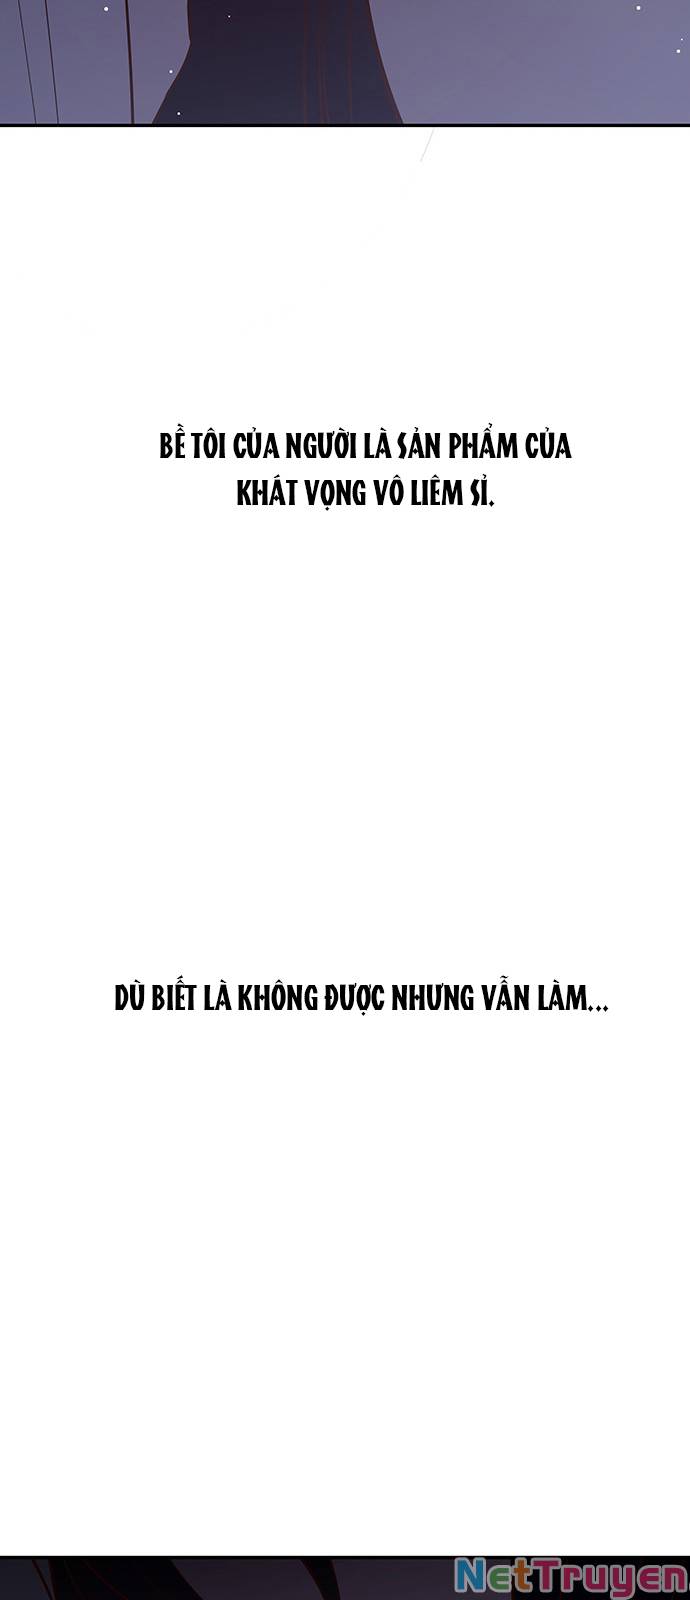 BỀ TÔI CỦA NGƯỜI LÀ SẢN PHẨM CỦA
KHÁT VỌNG VÔ LIÊM SỈ.
DÙ BIẾT LÀ KHÔNG ĐƯỢC NHƯNG VẪN LÀM...
NetTruyen